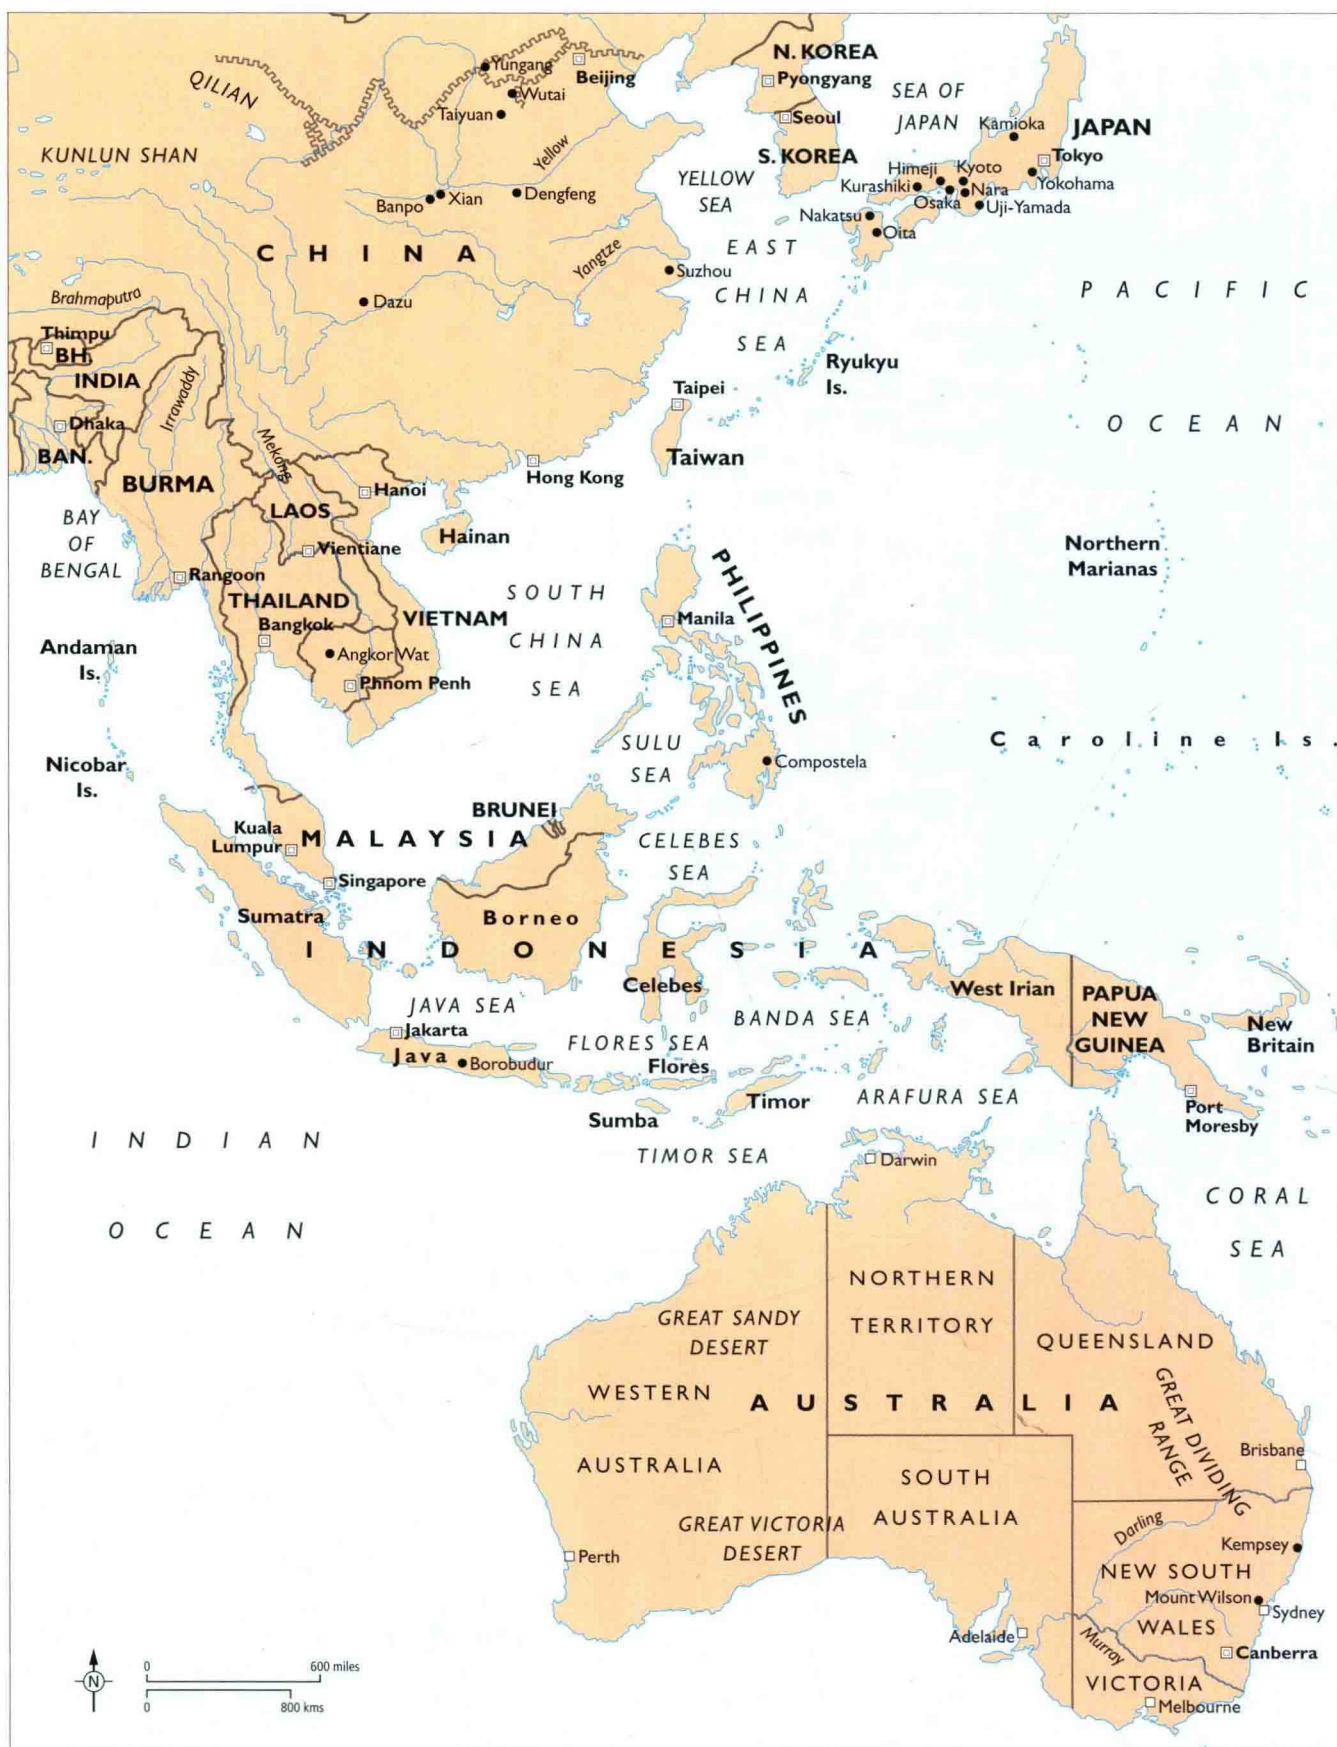 N. KOREA
Yungang
Beijing
Pyongyang
QILIAN
Wutai
SEA OF
JAPAN
Taiyuan
Seoul
Kamioka
JAPAN
KUNLUN SHAN
Yellow
S. KOREA
Tokyo
Himeji
Kyoto
YELLOW
SEA
Kurashiki
Yokohama
Banpo
Xian
Dengfeng
Osaka
Nara
Nakatsu
Uji-Yamada
Oita
CHINA
Yangtze
EAST
CHINA
SEA
Suzhou
PACIFIC
OCEAN
Brahmaputra
Dazu
Thimpu
BH.
INDIA
Irrawaddy
Ryukyu
Is.
Taipei
Dhaka
BAN.
Mekong
Taiwan
BURMA
Hanoi
Hong Kong
LAOS
BAY
OF
BENGAL
Hainan
Vientiane
Northern
Marianas
Rangoon
THAILAND
SOUTH
CHINA
SEA
PHILIPPINES
Bangkok
VIETNAM
Manila
Andaman
Is.
Angkor Wat
Phnom Penh
Caroline Is.
SULU
SEA
Nicobar
Is.
Compostela
BRUNEI
Kuala
Lumpur
MALAYSIA
CELEBES
SEA
Singapore
Sumatra
Borneo
INDONESIA
Celebes
West Irian
PAPUA
NEW
GUINEA
JAVA SEA
BANDA SEA
New
Britain
Jakarta
FLORES SEA
Java
Borobudur
Flores
Timor
ARAFURA SEA
Port
Moresby
Sumba
INDIAN
OCEAN
TIMOR SEA
Darwin
CORAL
SEA
NORTHERN
TERRITORY
GREAT SANDY
DESERT
QUEENSLAND
WESTERN
AUSTRALIA
AUSTRALIA
GREAT DIVIDING
RANGE
Brisbane
SOUTH
AUSTRALIA
GREAT VICTORIA
DESERT
Darling
Kempsey
Perth
NEW SOUTH
WALES
Mount Wilson
Sydney
Adelaide
Murray
Canberra
VICTORIA
Melbourne
N
0 600 miles
0 800 kms